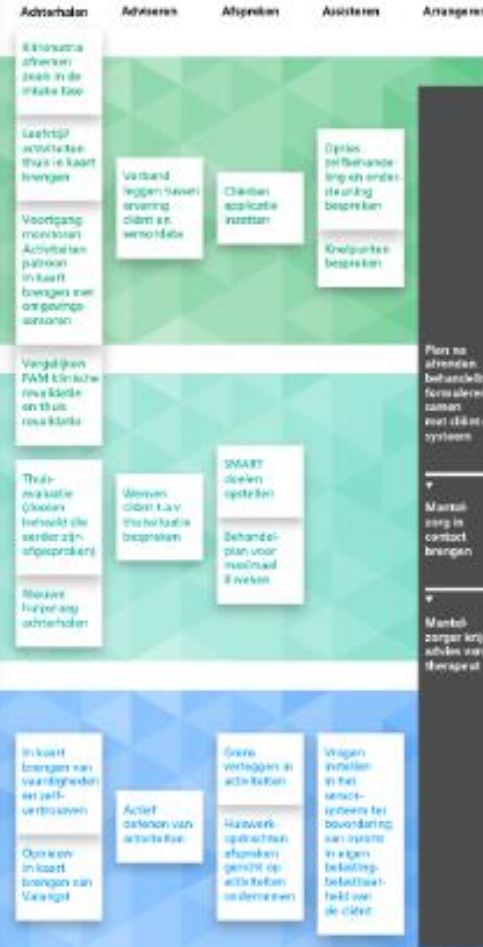 Achterhalen
Adviseren
Afspreken
Assisteren
Arrangeren
afnemen
zoals in de
intake fase
Leefstijl/
activiteiten
thuis in kaart
brengen
Voortgang
monitoren
Activiteiten
patroon
in kaart
brengen met
omgevings-
sensoren
Verband
leggen tussen
ervaring
cliënt en
sensordata
Cliënten
applicatie
inzetten
Opties
zelfbehande-
ling en onder-
steuning
bespreken
Knelpunten
bespreken
Vergelijken
PAM klinische
revalidatie
en thuis
revalidatie
Thuis-
evaluatie
(doelen
behaald die
eerder zijn
afgesproken)
Nieuwe
hulpvraag
achterhalen
Wensen
cliënt t.a.v.
thuissituatie
bespreken
SMART
doelen
opstellen
Behandel-
plan voor
maximaal
8 weken
Plan na
afronden
formuleren
samen
met cliënt
systeem
Mantel-
zorg in
contact
brengen
Mantel-
zorger
advies van
therapeut
In kaart
brengen van
vaardigheden
en zelf-
vertrouwen
Opnieuw
in kaart
brengen van
Valangst
Actief
oefenen van
activiteiten
Grens
verleggen in
activiteiten
Huiswerk-
opdrachten
afspreken
gericht op
activiteiten
ondernemen
Vragen
instellen
in het
sensor-
systeem ter
bevordering
van inzicht
in eigen
belasting-
belastbaar-
heid van
de cliënt